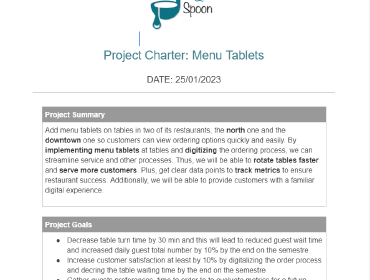 Spoon
Project Charter: Menu Tablets
DATE: 25/01/2023
Project Summary
Add menu tablets on tables in two of its restaurants, the north one and the
downtown one so customers can view ordering options quickly and easily. By
implementing menu tablets at tables and digitizing the ordering process, we can
streamline service and other processes. Thus, we will be able to rotate tables faster
and serve more customers. Plus, get clear data points to track metrics to ensure
restaurant success. Additionally, we will be able to provide customers with a familiar
digital experience.
Project Goals
● Decrease table turn time by 30 min and this will lead to reduced guest wait
time and increased daily guest total number by 10% by the end on the semestre.
● Increase customer satisfaction at least by 10% by digitalizing the order process
and decring the table waiting time by the end on the semestre.